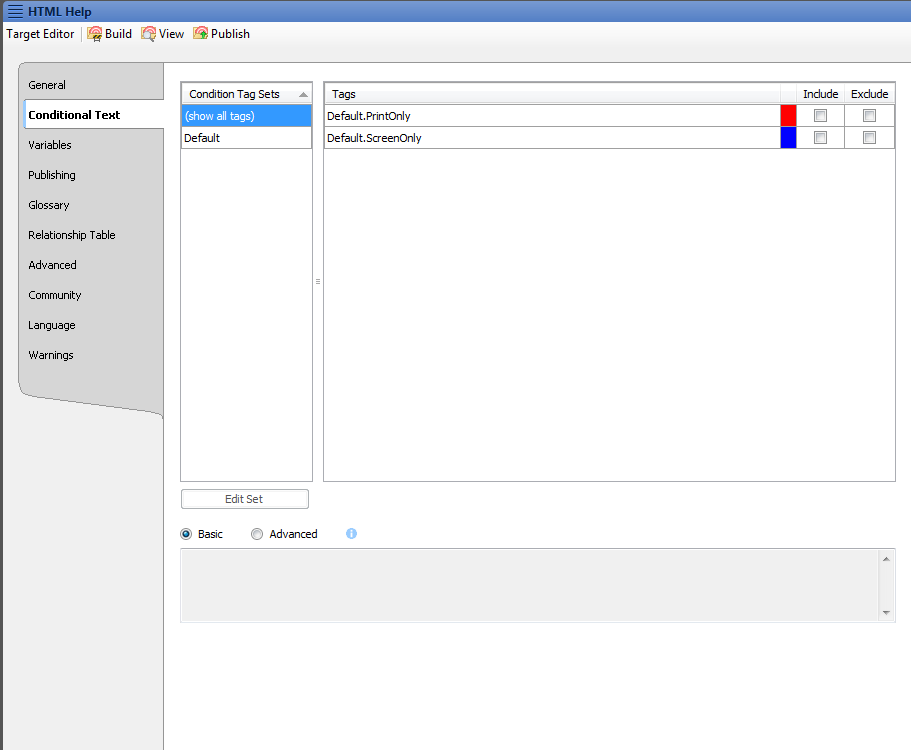 HTML Help
Target Editor Build View Publish
General
Conditional Text
Variables
Publishing
Glossary
Relationship Table
Advanced
Community
Language
Warnings
Condition Tag Sets
(show all tags)
Default
Tags Include Exclude
Default.PrintOnly
Default.ScreenOnly
Edit Set
Basic Advanced